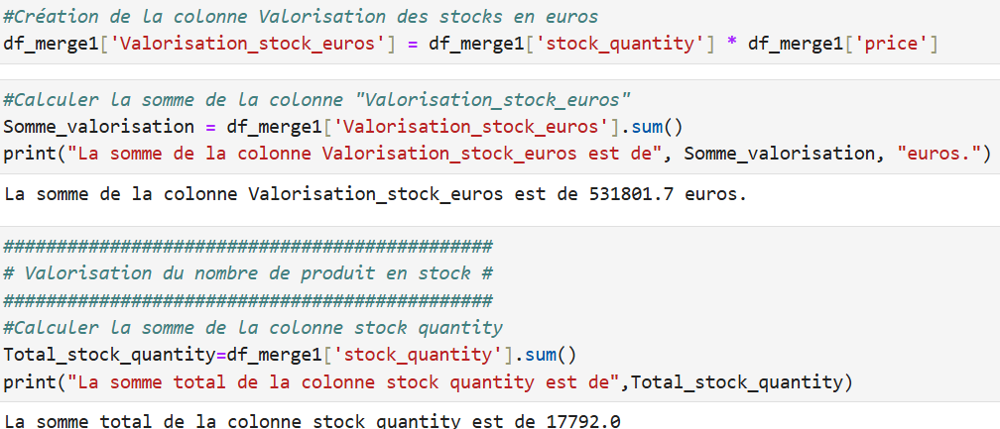 #Création de la colonne Valorisation des stocks en euros
df_merge1['Valorisation_stock_euros'] = df_merge1['stock_quantity'] * df_merge1['price']
#Calculer la somme de la colonne "Valorisation_stock_euros"
Somme_valorisation = df_merge1['Valorisation_stock_euros'].sum()
print("La somme de la colonne Valorisation_stock_euros est de", Somme_valorisation, "euros.")
La somme de la colonne Valorisation_stock_euros est de 531801.7 euros.
##############################################
# Valorisation du nombre de produit en stock #
##############################################
#Calculer la somme de la colonne stock quantity
Total_stock_quantity=df_merge1['stock_quantity'].sum()
print("La somme total de la colonne stock quantity est de",Total_stock_quantity)
La somme total de la colonne stock quantity est de 17792.0